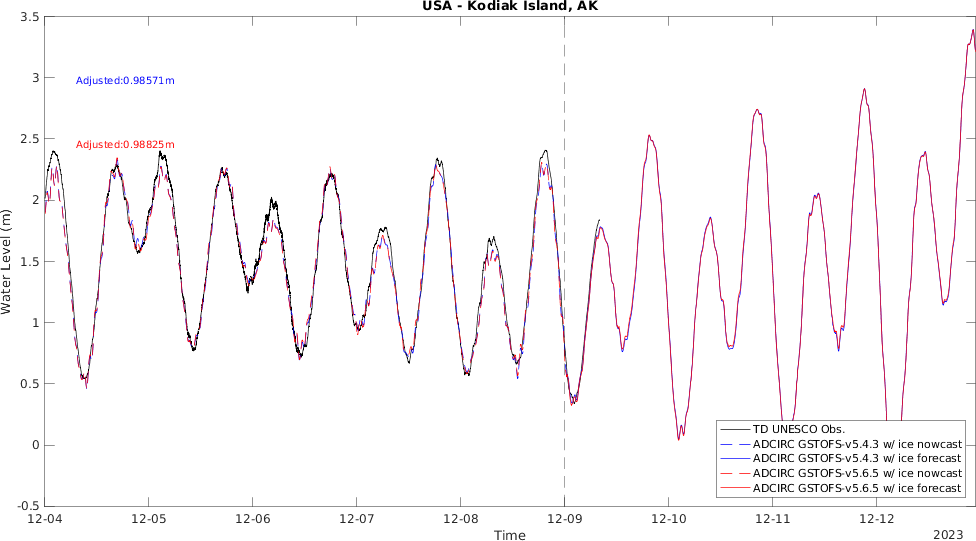 USA - Kodiak Island, AK
3.5
3
2.5
2
1.5
1
0.5
0
-0.5
Water Level (m)
Adjusted:0.98571m
Adjusted:0.98825m
TD UNESCO Obs.
ADCIRC GSTOFS-v5.4.3 w/ ice nowcast
ADCIRC GSTOFS-v5.4.3 w/ ice forecast
ADCIRC GSTOFS-v5.6.5 w/ ice nowcast
ADCIRC GSTOFS-v5.6.5 w/ ice forecast
12-04 12-05 12-06 12-07 12-08 12-09 12-10 12-11 12-12
Time
2023